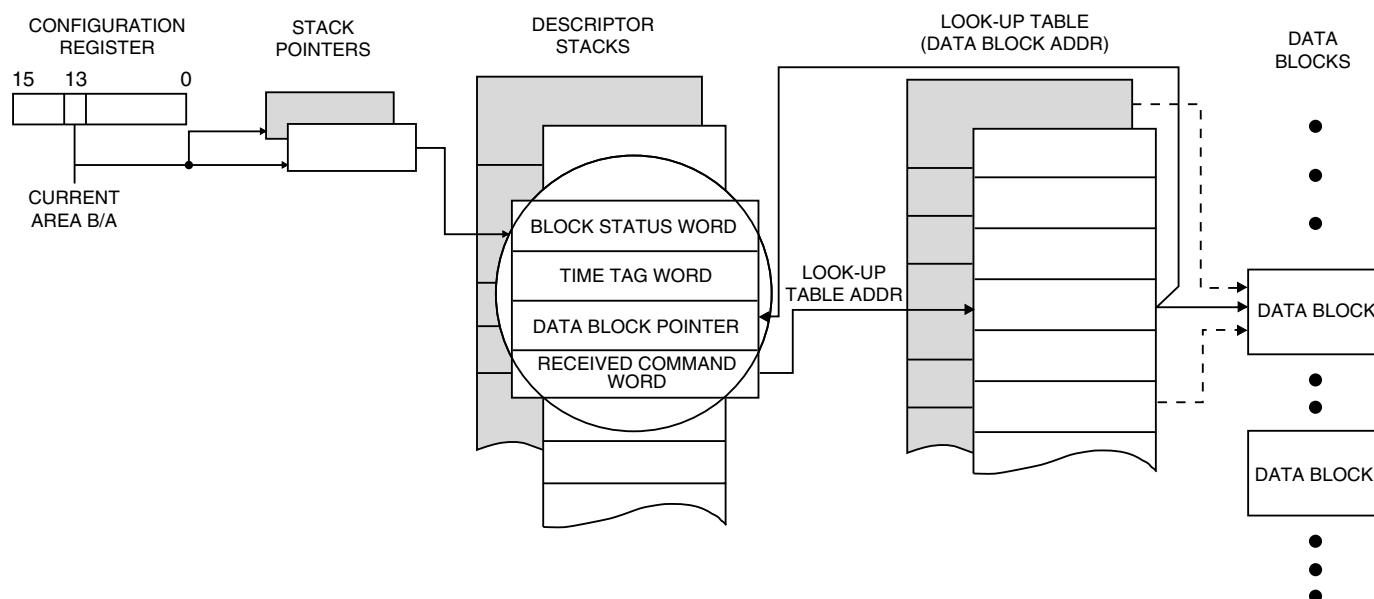 CONFIGURATION
REGISTER
15 13 0
CURRENT
AREA B/A
STACK
POINTERS
DESCRIPTOR
STACKS
BLOCK STATUS WORD
TIME TAG WORD
DATA BLOCK POINTER
RECEIVED COMMAND
WORD
LOOK-UP
TABLE ADDR
LOOK-UP TABLE
(DATA BLOCK ADDR)
DATA
BLOCKS
DATA BLOCK
DATA BLOCK